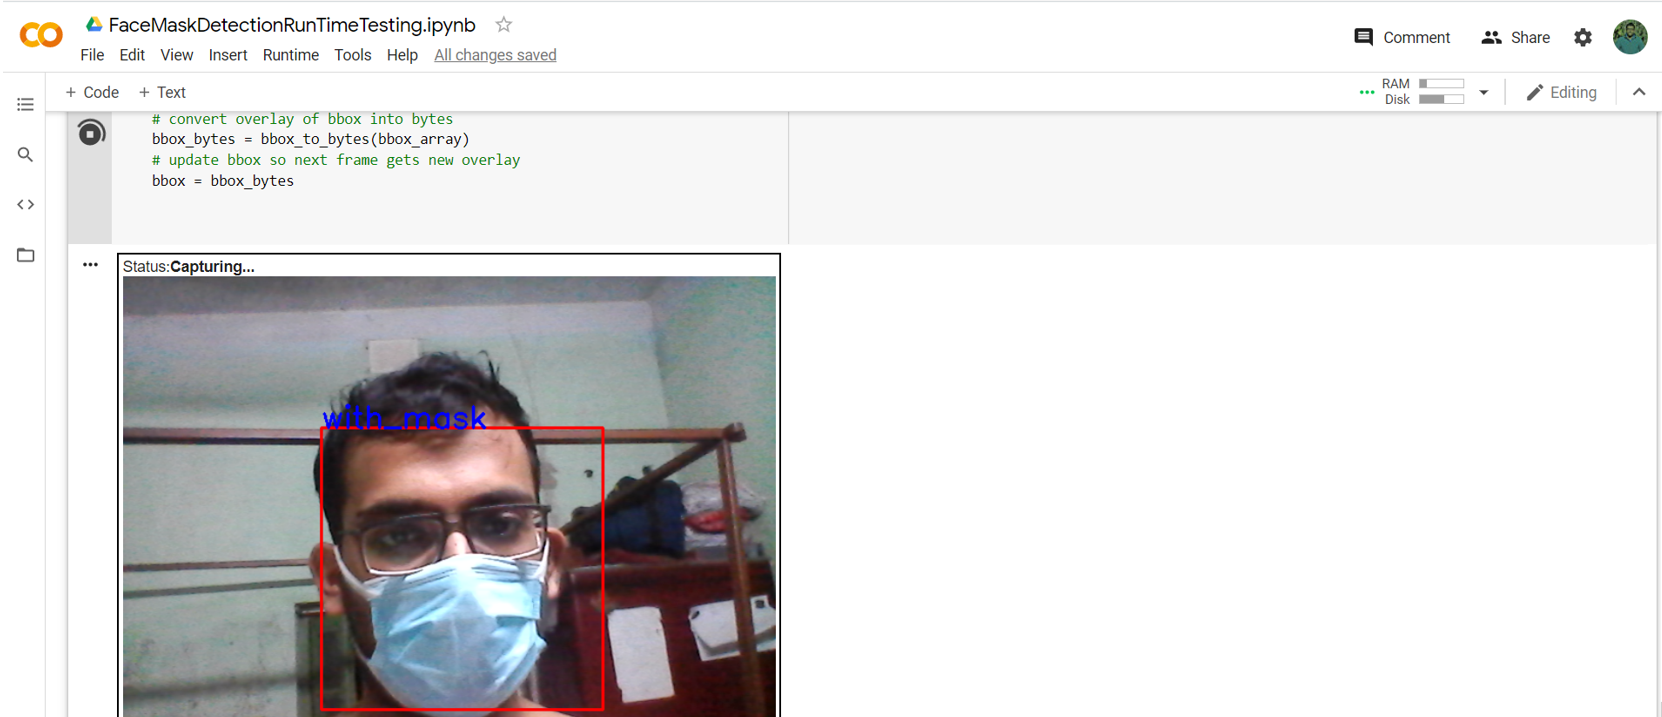 FaceMaskDetectionRunTimeTesting.ipynb
File Edit View Insert Runtime Tools Help All changes saved
Comment Share
+ Code + Text
RAM
Disk
Editing
# convert overlay of bbox into bytes
bbox_bytes = bbox_to_bytes(bbox_array)
# update bbox so next frame gets new overlay
bbox = bbox_bytes
Status:Capturing...
with_mask